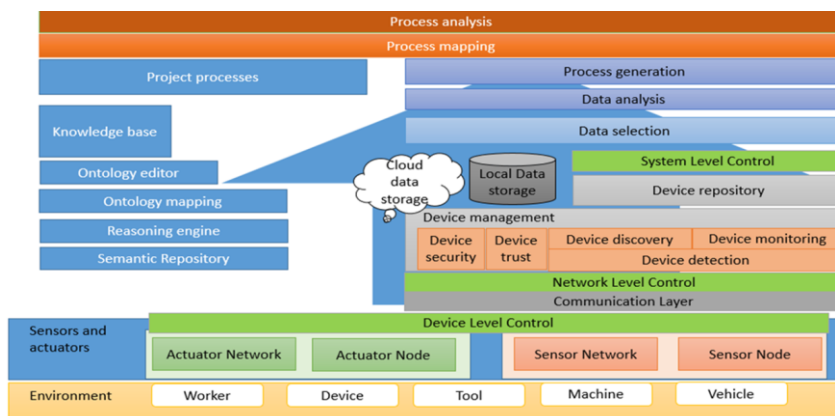 Process analysis
Process mapping
Project processes
Process generation
Data analysis
Knowledge base
Data selection
Ontology editor
Cloud
data
storage
Local Data
storage
System Level Control
Ontology mapping
Device repository
Reasoning engine
Device management
Semantic Repository
Device
security
Device
trust
Device discovery
Device monitoring
Device detection
Network Level Control
Communication Layer
Sensors and
actuators
Device Level Control
Actuator Network
Actuator Node
Sensor Network
Sensor Node
Environment
Worker
Device
Tool
Machine
Vehicle